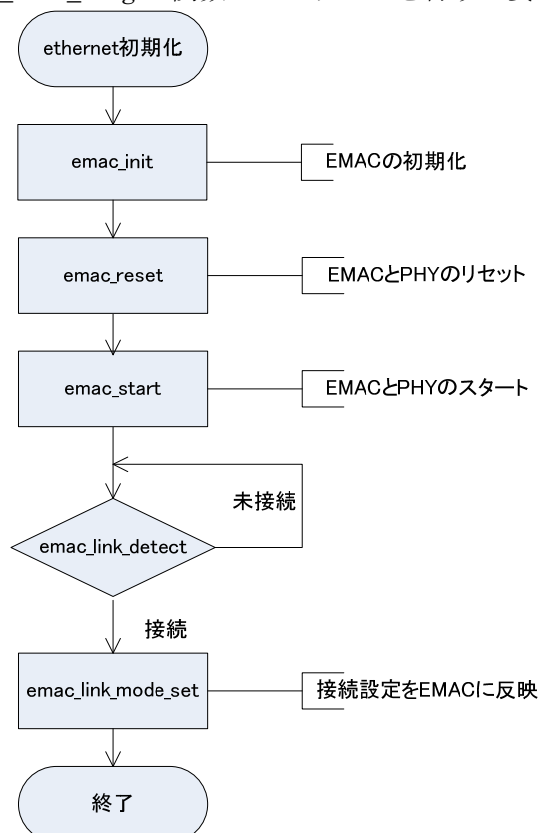 ethernet初期化
emac_init
EMACの初期化
emac_reset
EMACとPHYのリセット
emac_start
EMACとPHYのスタート
未接続
emac_link_detect
接続
emac_link_mode_set
接続設定をEMACに反映
終了